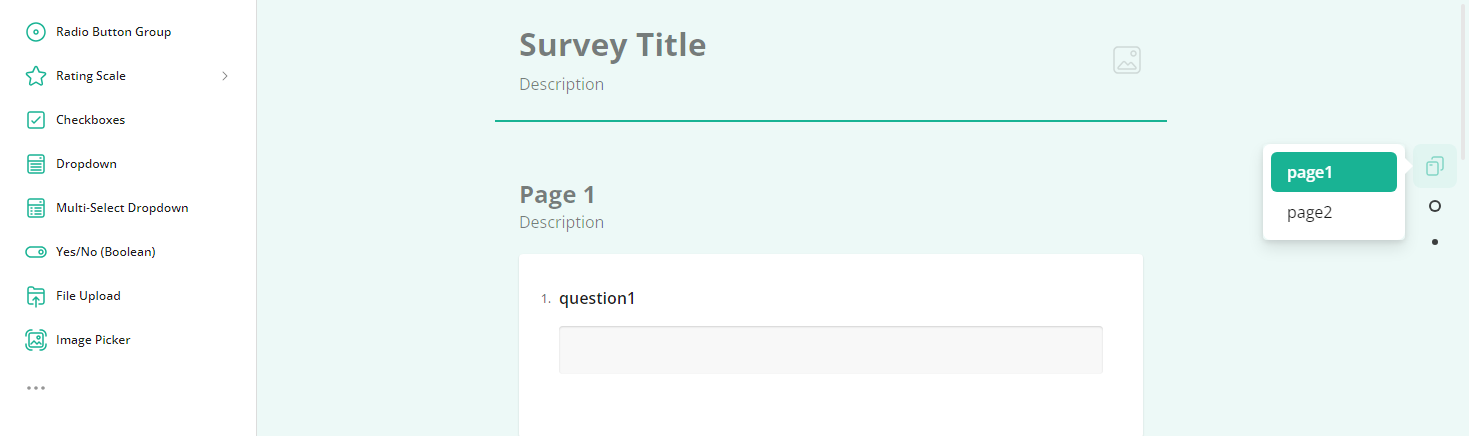 Radio Button Group
Rating Scale
Checkboxes
Dropdown
Multi-Select Dropdown
Yes/No (Boolean)
File Upload
Image Picker
Survey Title
Description
Page 1
Description
1. question1
page1
page2